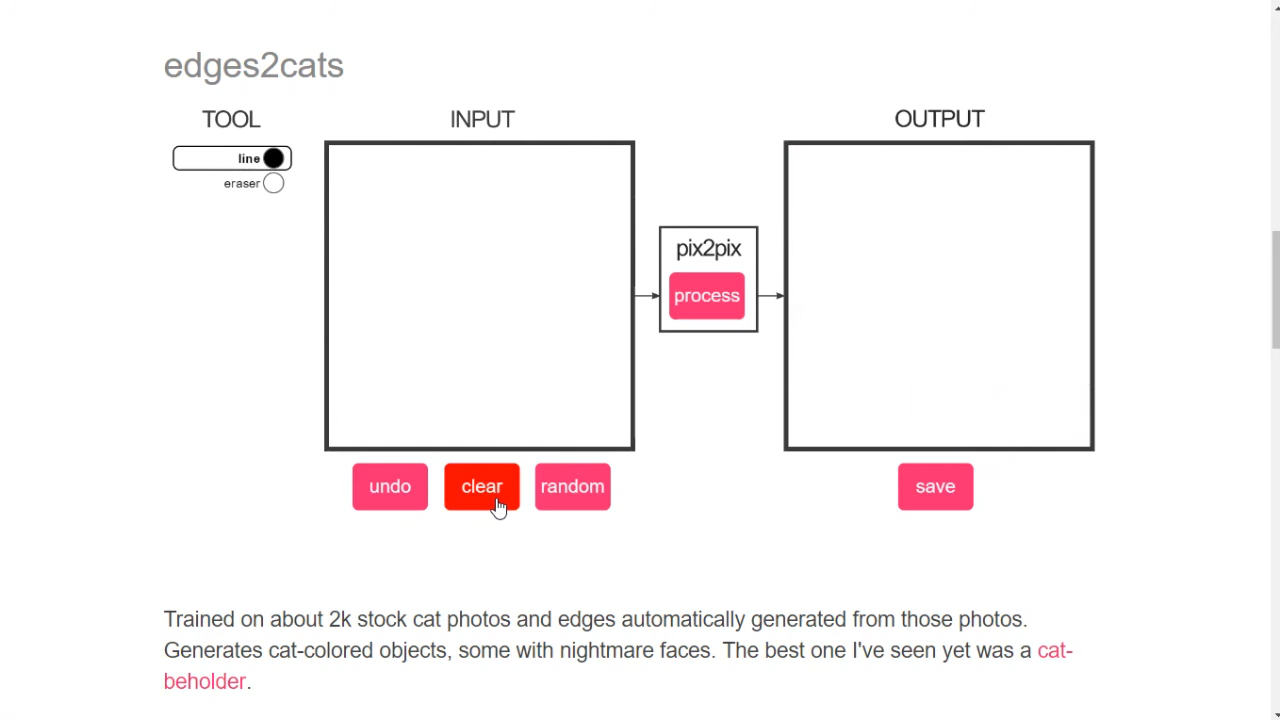 edges2cats
TOOL
INPUT
OUTPUT
line
eraser
pix2pix
process
undo
clear
random
save
Trained on about 2k stock cat photos and edges automatically generated from those photos.
Generates cat-colored objects, some with nightmare faces. The best one I've seen yet was a cat-
beholder.